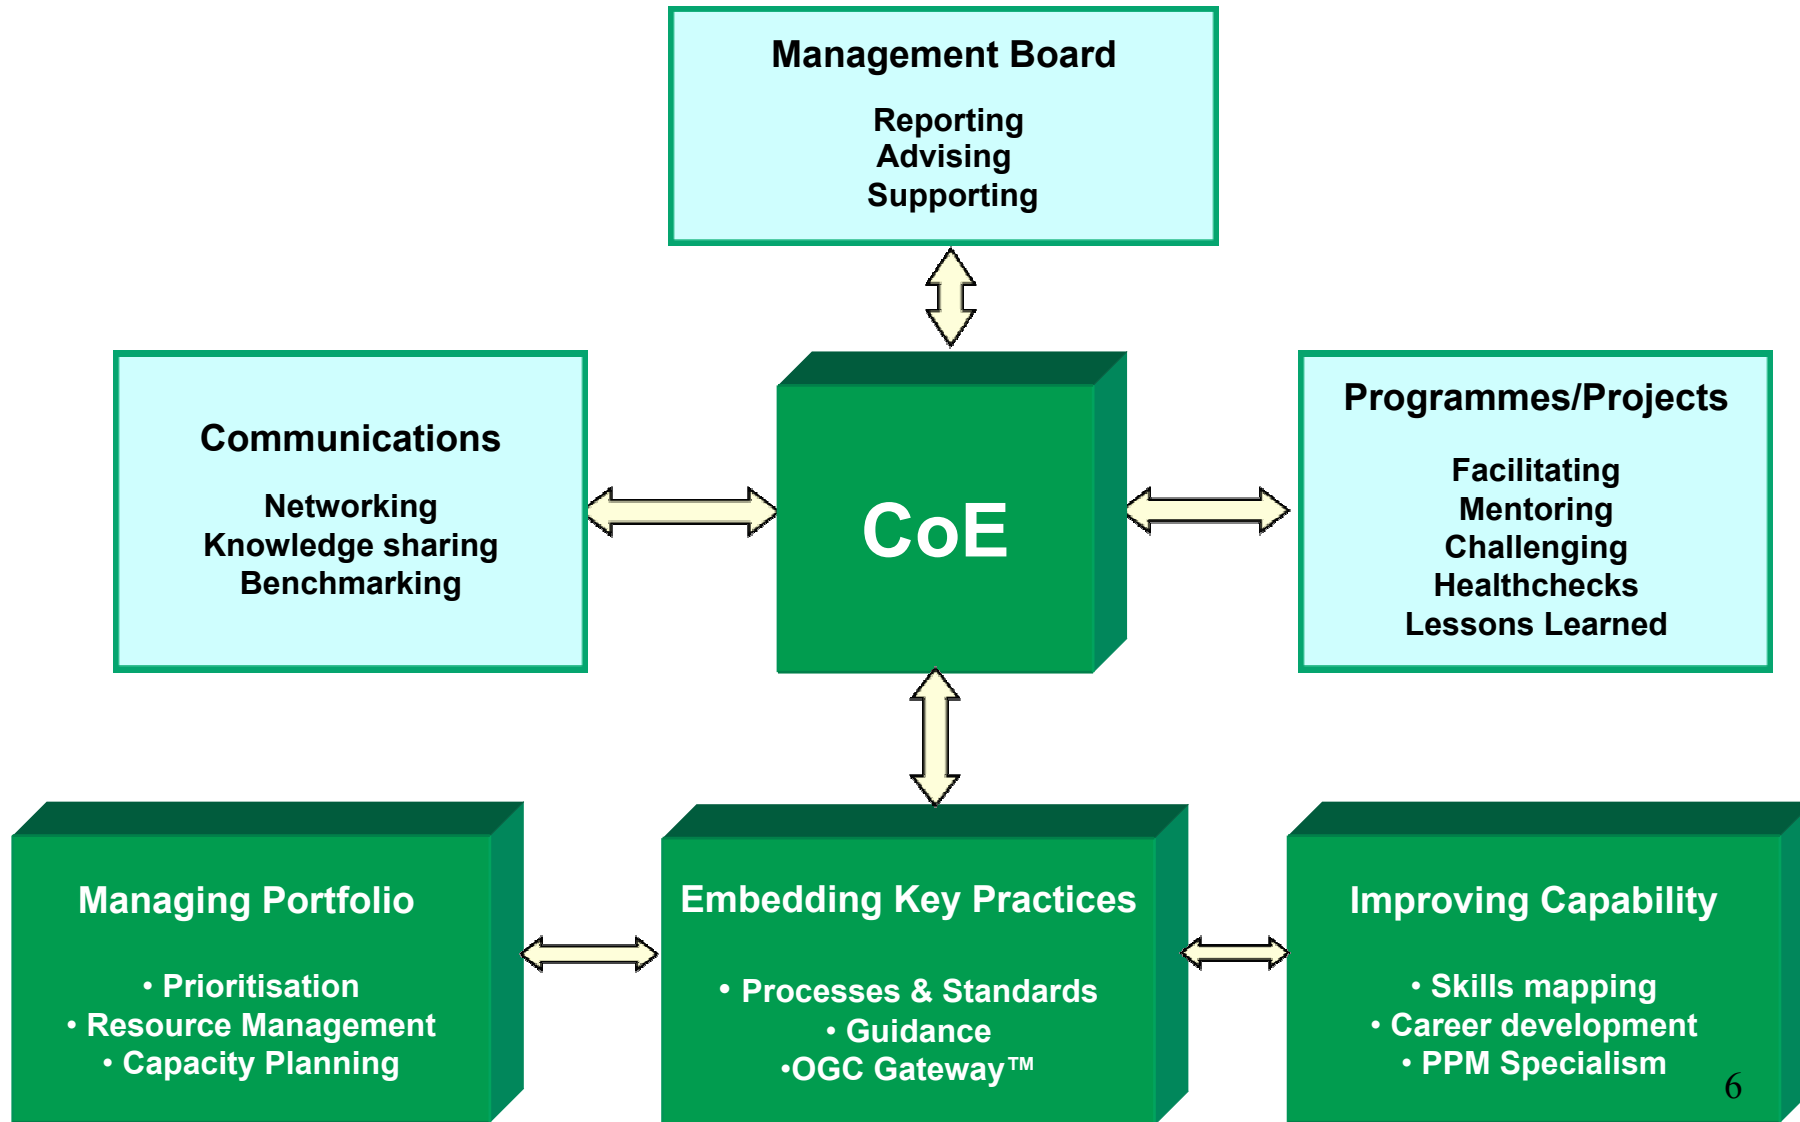 Management Board
Reporting
Advising
Supporting
Communications
Networking
Knowledge sharing
Benchmarking
CoE
Programmes/Projects
Facilitating
Mentoring
Challenging
Healthchecks
Lessons Learned
Managing Portfolio
• Prioritisation
• Resource Management
• Capacity Planning
Embedding Key Practices
• Processes & Standards
• Guidance
•OGC Gateway™
Improving Capability
• Skills mapping
• Career development
• PPM Specialism
6